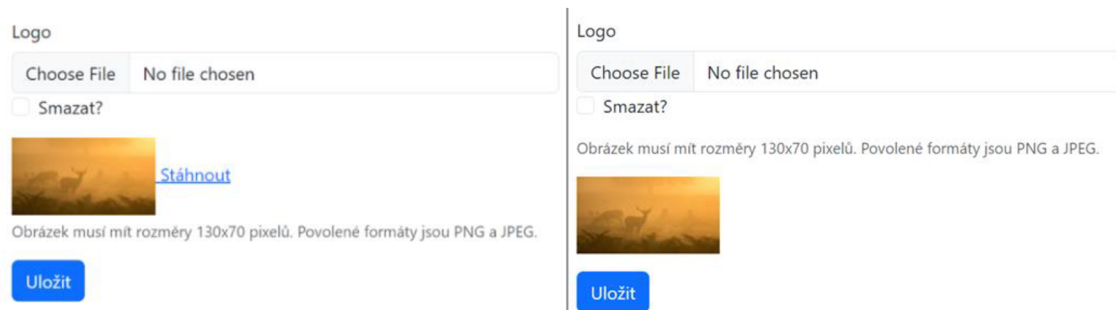 Logo
Choose File No file chosen
Smazat?
Stáhnout
Obrázek musí mít rozměry 130x70 pixelů. Povolené formáty jsou PNG a JPEG.
Uložit
Logo
Choose File No file chosen
Smazat?
Obrázek musí mít rozměry 130x70 pixelů. Povolené formáty jsou PNG a JPEG.
Uložit